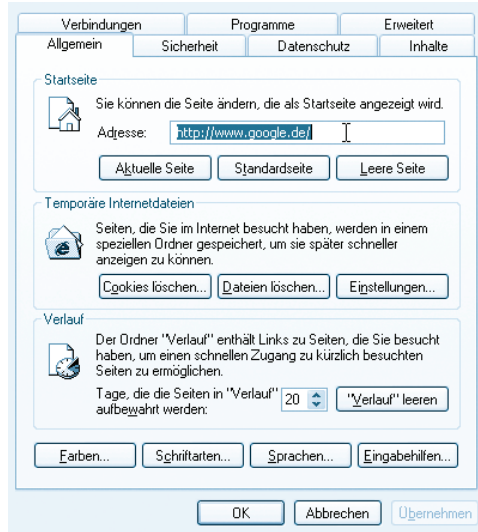 Verbindungen Programme Erweitert
Allgemein Sicherheit Datenschutz Inhalte
Startseite
Sie können die Seite ändern, die als Startseite angezeigt wird.
Adresse: http://www.google.de/
Aktuelle Seite Standardseite Leere Seite
Temporäre Internetdateien
Seiten, die Sie im Internet besucht haben, werden in einem
speziellen Ordner gespeichert, um sie später schneller
anzeigen zu können.
Cookies löschen... Dateien löschen... Einstellungen...
Verlauf
Der Ordner "Verlauf" enthält Links zu Seiten, die Sie besucht
haben, um einen schnellen Zugang zu kürzlich besuchten
Seiten zu ermöglichen.
Tage, die die Seiten in "Verlauf" 20 "Verlauf" leeren
aufbewahrt werden:
Farben... Schriftarten... Sprachen... Eingabehilfen...
OK Abbrechen Übernehmen